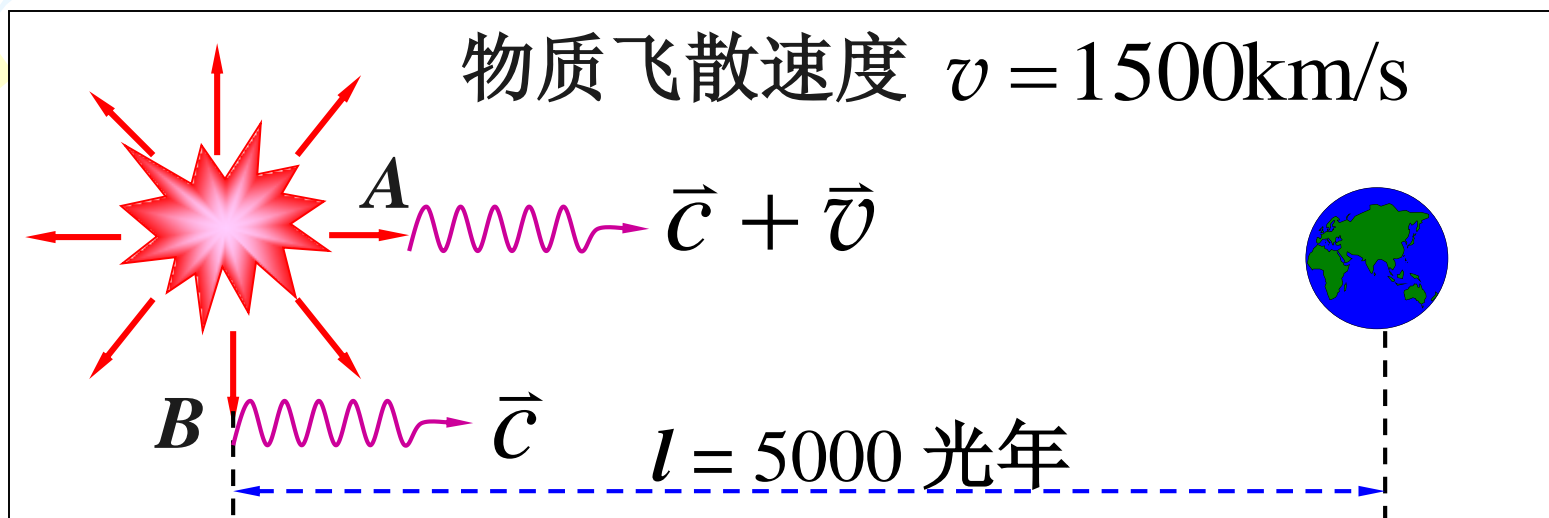 物质飞散速度 v = 1500km/s
A
c⃗ + v⃗
B
c⃗
l = 5000 光年